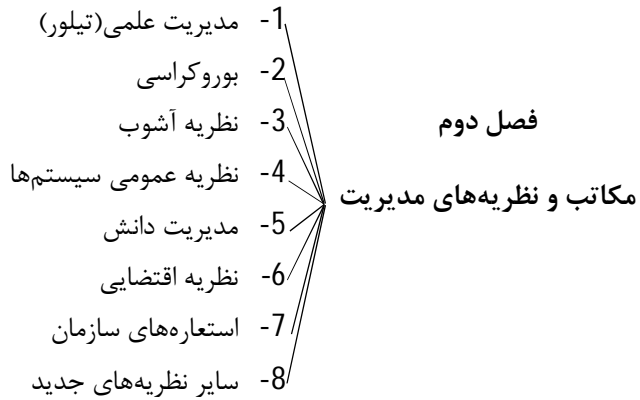 فصل دوم
مکاتب و نظریه‌های مدیریت
1- مدیریت علمی(تیلور)
2- بوروکراسی
3- نظریه آشوب
4- نظریه عمومی سیستم‌ها
5- مدیریت دانش
6- نظریه اقتضایی
7- استعاره‌های سازمان
8- سایر نظریه‌های جدید